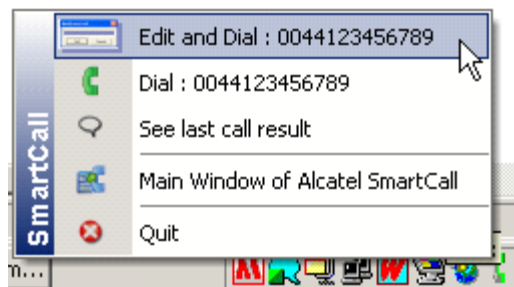 Edit and Dial : 0044123456789
Dial : 0044123456789
See last call result
Main Window of Alcatel SmartCall
Quit
SmartCall
m...